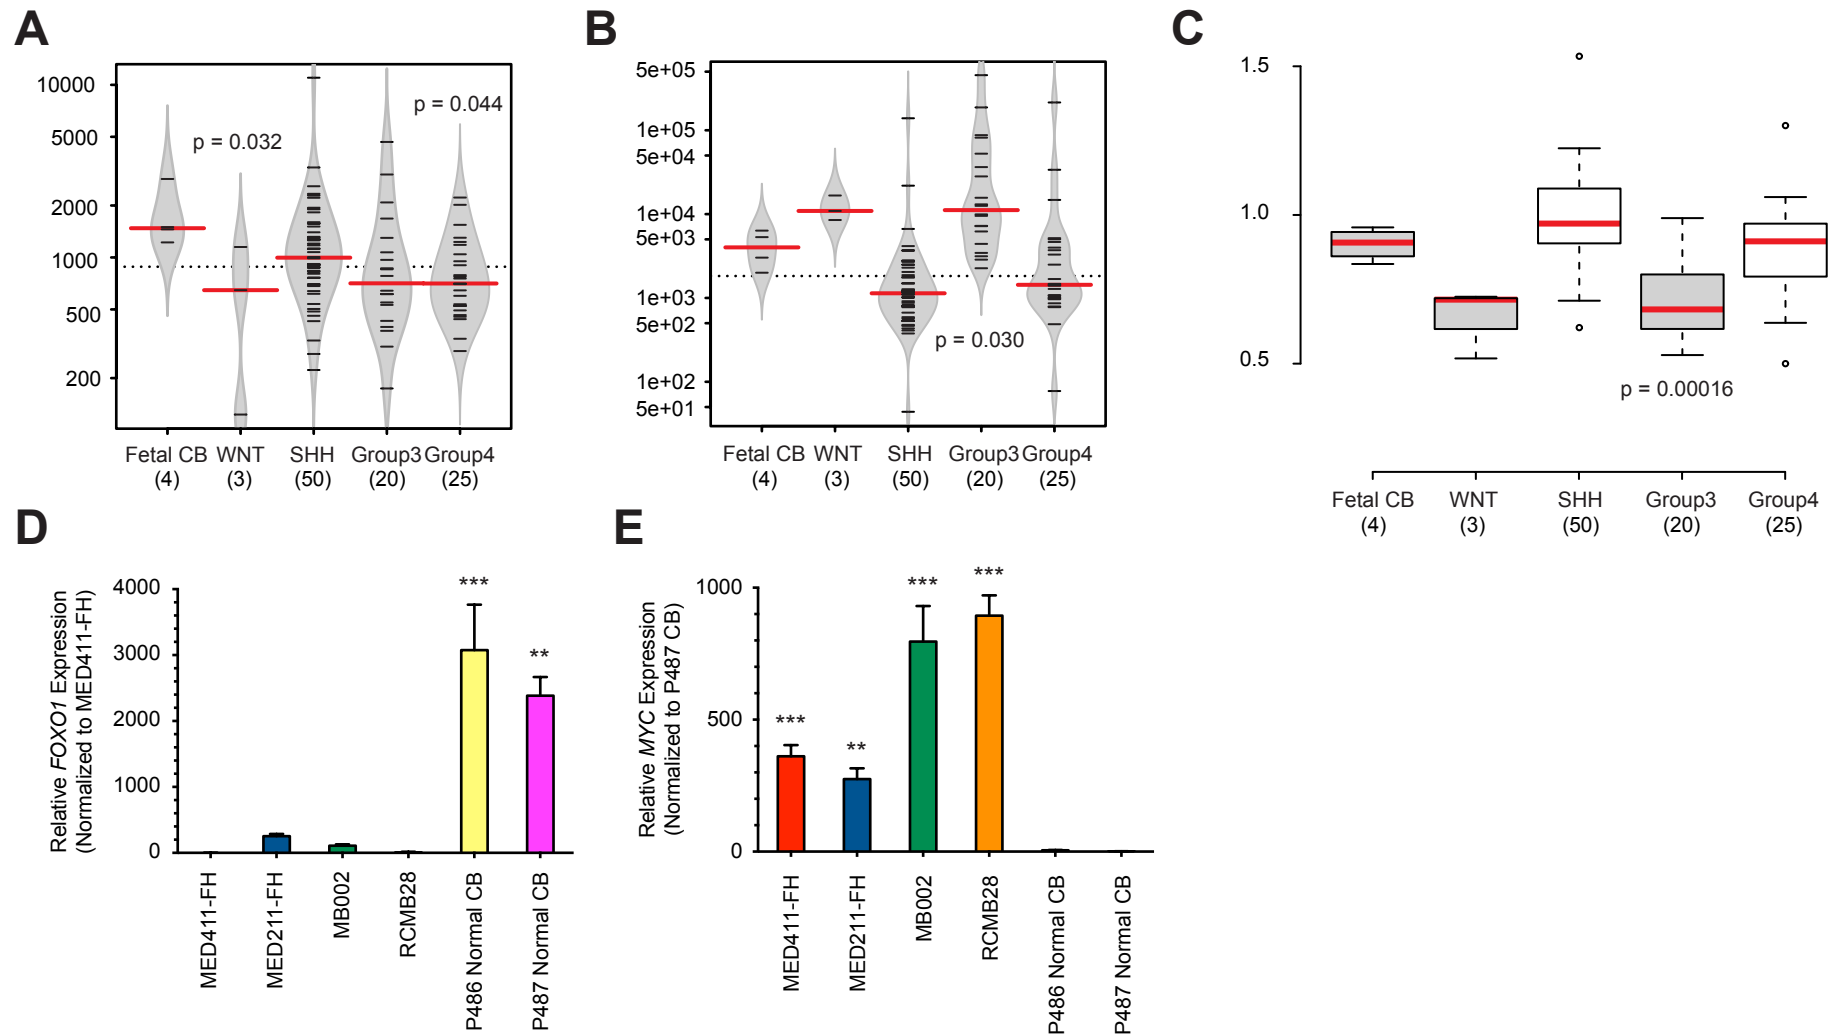 A
10000
5000
2000
1000
500
200
p = 0.032
p = 0.044
Fetal CB WNT SHH Group3 Group4
(4) (3) (50) (20) (25)
B
5e+05
1e+05
5e+04
1e+04
5e+03
1e+03
5e+02
1e+02
5e+01
p = 0.030
Fetal CB WNT SHH Group3 Group4
(4) (3) (50) (20) (25)
C
1.5
1.0
0.5
p = 0.00016
Fetal CB WNT SHH Group3 Group4
(4) (3) (50) (20) (25)
D
Relative FOXO1 Expression
(Normalized to MED411-FH)
4000
3000
2000
1000
0
***
**
MED411-FH
MED211-FH
MB002
RCMB28
P486 Normal CB
P487 Normal CB
E
Relative MYC Expression
(Normalized to P487 CB)
1000
500
0
***
**
***
***
MED411-FH
MED211-FH
MB002
RCMB28
P486 Normal CB
P487 Normal CB